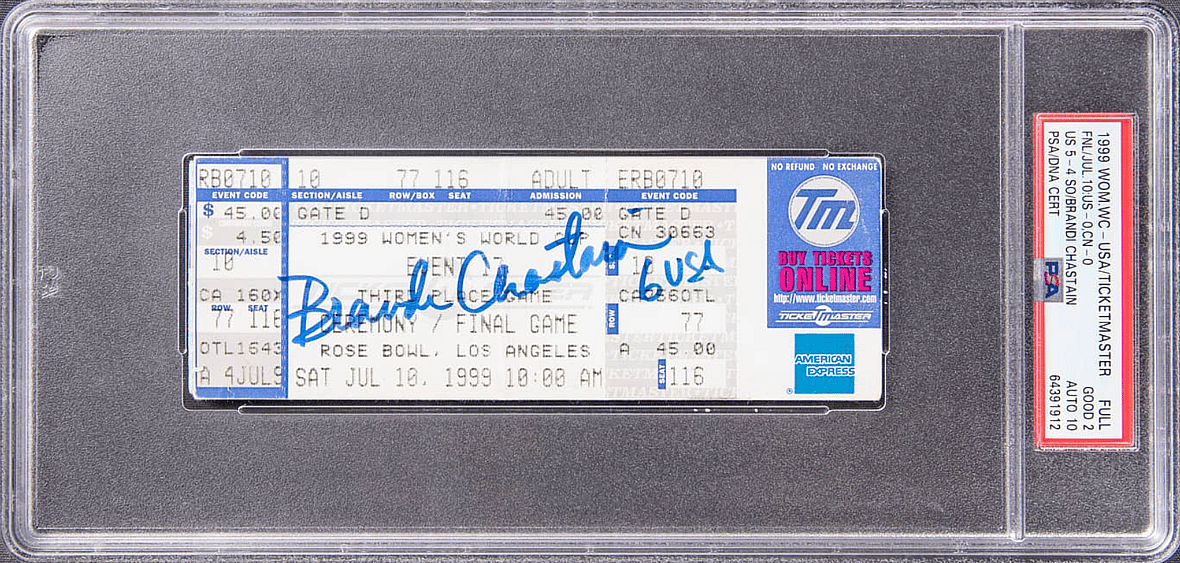 RB0710 10 77 116 ADULT ERB0710
EVENT CODE SECTION/AISLE ROW/BOX SEAT ADMISSION EVENT CODE
$ 45.00 GATE D 45.00 GATE D
$ 4.50 1999 WOMEN'S WORLD CUP CN 30663
SECTION/AISLE
10 EVENT 17
CA 160X THIRD PLACE GAME
ROW SEAT
77 116 CEREMONY / FINAL GAME ROW 77
OTL1643 ROSE BOWL, LOS ANGELES A 45.00
A 4JUL9 SAT JUL 10, 1999 10:00 AM SEAT 116
Brandi Chastain
6 USA
NO REFUND NO EXCHANGE
TM
BUY TICKETS
ONLINE
http://www.ticketmaster.com
TICKETMASTER
AMERICAN
EXPRESS
1999 WOM.WC-USA/TICKETMASTER FULL
FNL/JUL.10/US-0,CN-0 GOOD 2
US 5-4 SO/BRANDI CHASTAIN AUTO 10
PSA/DNA CERT 64391912
PSA